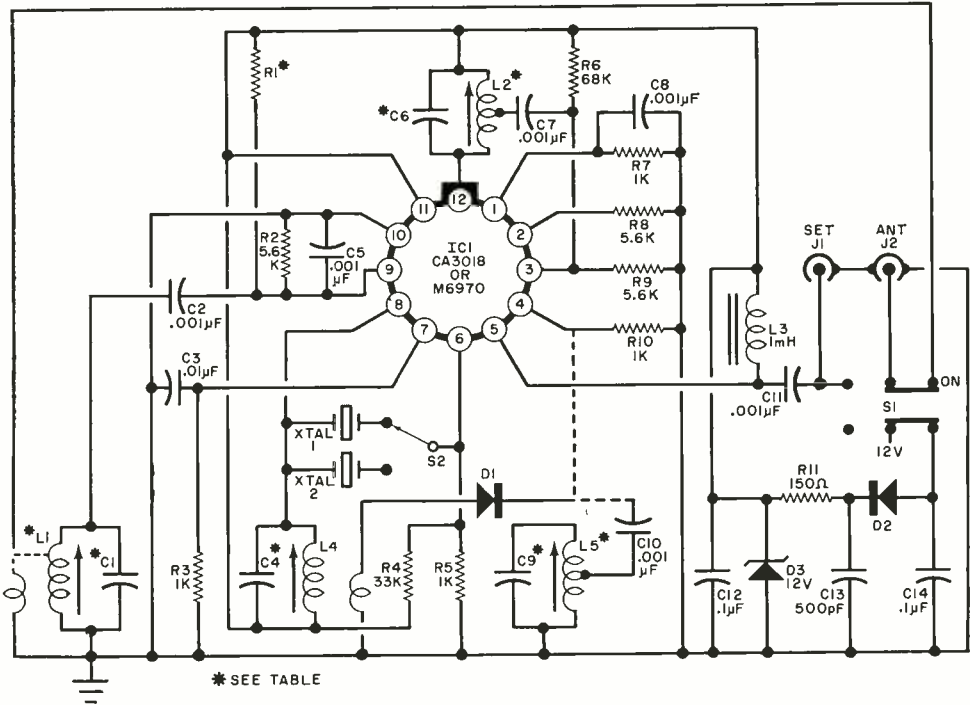 R1*
*C6
L2*
C7
.001µF
R6
68K
C8
.001µF
R7
1K
R2
5.6
K
C5
.001
µF
11
12
1
10
2
9
3
8
4
7
6
5
IC1
CA3018
OR
M6970
R8
5.6K
R9
5.6K
R10
1K
SET
J1
ANT
J2
C2
.001µF
C3
.01µF
L3
1mH
C11
.001µF
ON
S1
12V
XTAL
1
XTAL
2
S2
D1
R11
150Ω
D2
*L1
*C1
R3
1K
C4*
L4
R4
33K
R5
1K
C9*
L5*
C10
.001
µF
C12
.1µF
D3
12V
C13
500pF
C14
.1µF
*SEE TABLE